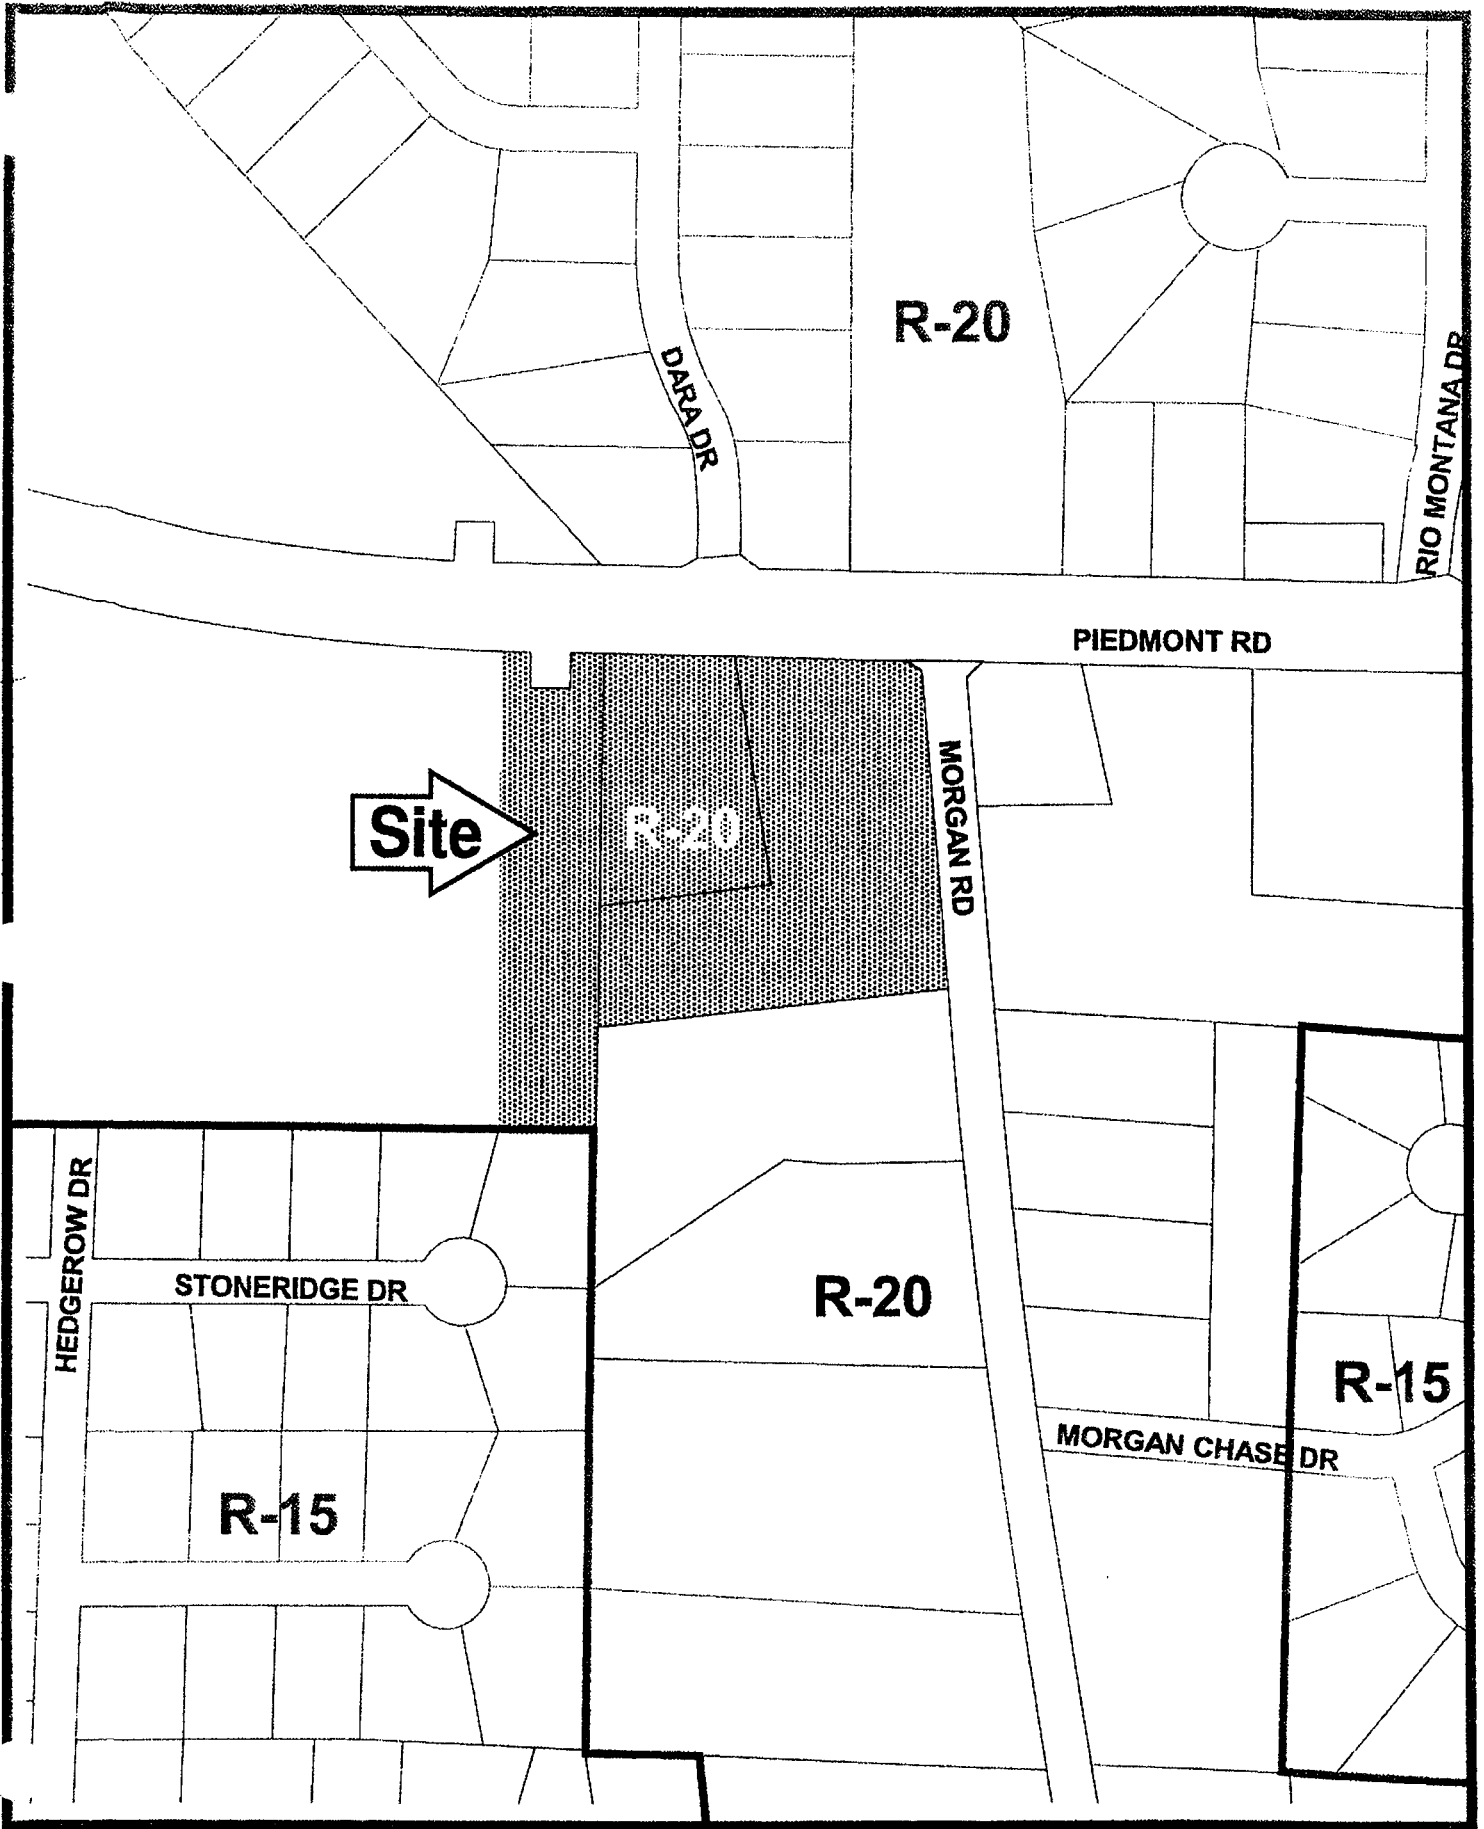 R-20
DARA DR
RIO MONTANA DR
PIEDMONT RD
Site
R-20
MORGAN RD
HEDGEROW DR
STONERIDGE DR
R-20
R-15
MORGAN CHASE DR
R-15